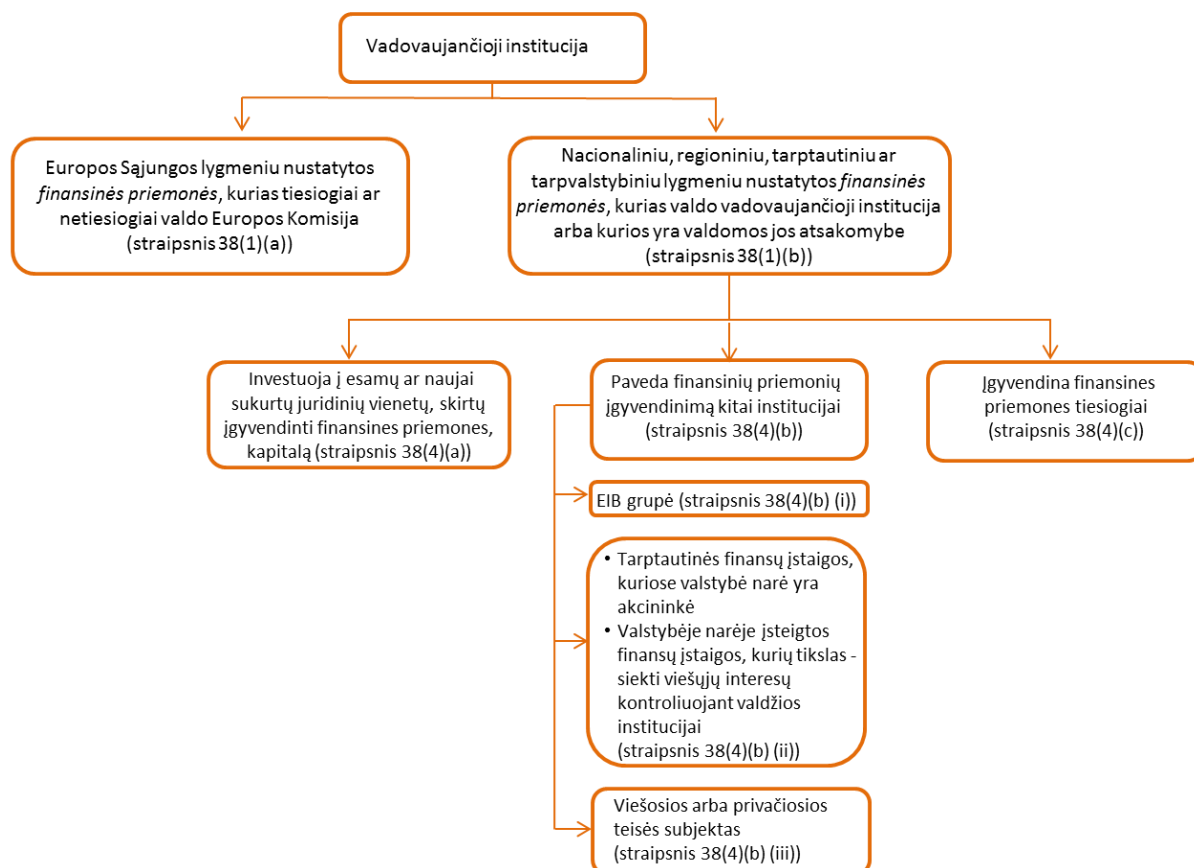 Vadovaujančioji institucija
Europos Sąjungos lygmeniu nustatytos
finansinės priemonės, kurias tiesiogiai ar
netiesiogiai valdo Europos Komisija
(straipsnis 38(1)(a))
Nacionaliniu, regioniniu, tarptautiniu ar
tarpvalstybiniu lygmeniu nustatytos finansinės
priemonės, kurias valdo vadovaujančioji institucija
arba kurios yra valdomos jos atsakomybe
(straipsnis 38(1)(b))
Investuoja į esamų ar naujai
sukurtų juridinių vienetų, skirtų
įgyvendinti finansines priemones,
kapitalą (straipsnis 38(4)(a))
Paveda finansinių priemonių
įgyvendinimą kitai institucijai
(straipsnis 38(4)(b))
Įgyvendina finansines
priemones tiesiogiai
(straipsnis 38(4)(c))
EIB grupė (straipsnis 38(4)(b) (i))
• Tarptautinės finansų įstaigos,
kuriose valstybė narė yra
akcininkė
• Valstybėje narėje įsteigtos
finansų įstaigos, kurių tikslas -
siekti viešųjų interesų
kontroliuojant valdžios
institucijai
(straipsnis 38(4)(b) (ii))
Viešosios arba privačiosios
teisės subjektas
(straipsnis 38(4)(b) (iii))